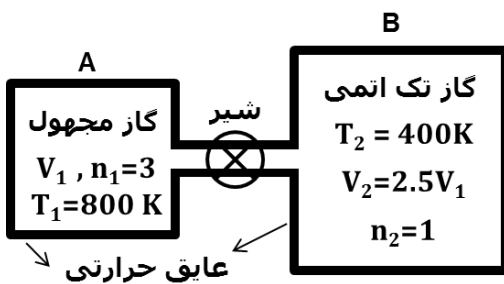 A
گاز مجهول
V₁ , n₁=3
T₁=800 K
شیر
B
گاز تک اتمی
T₂ = 400K
V₂=2.5V₁
n₂=1
عایق حرارتی